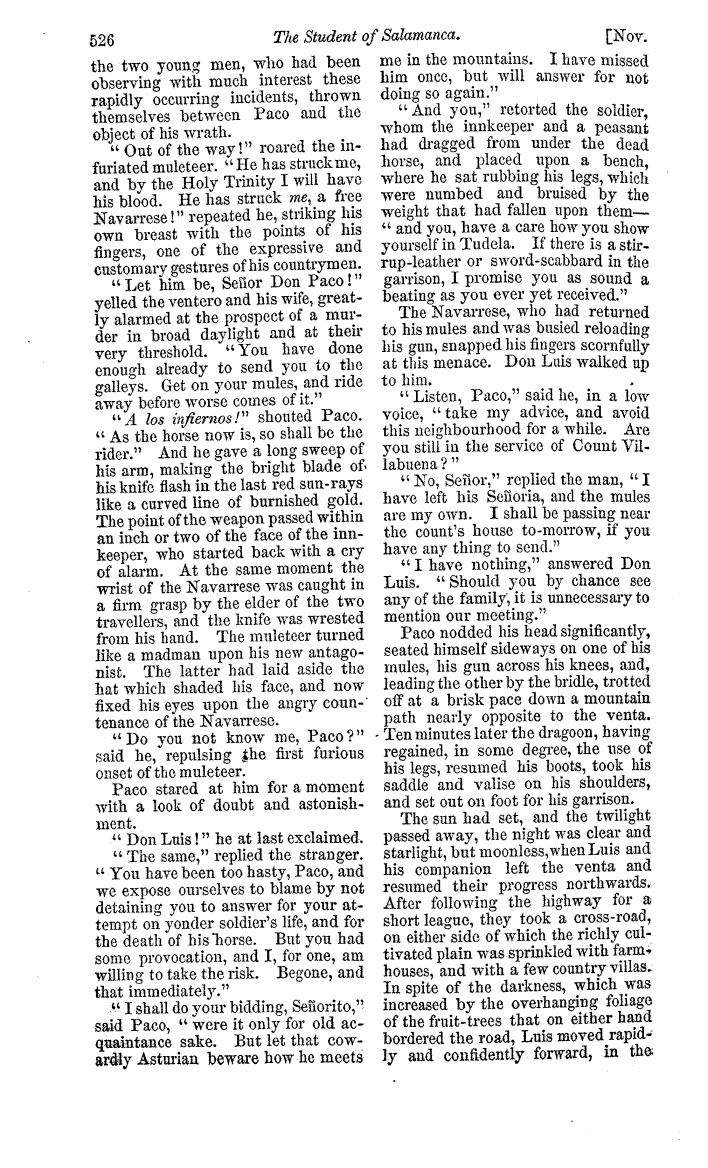 526 The Student of Salamanca. [Nov.
the two young men, who had been
observing with much interest these
rapidly occurring incidents, thrown
themselves between Paco and the
object of his wrath.
"Out of the way!" roared the in-
furiated muleteer. "He has struck me,
and by the Holy Trinity I will have
his blood. He has struck me, a free
Navarrese!" repeated he, striking his
own breast with the points of his
fingers, one of the expressive and
customary gestures of his countrymen.
"Let him be, Señor Don Paco!"
yelled the ventero and his wife, great-
ly alarmed at the prospect of a mur-
der in broad daylight and at their
very threshold. "You have done
enough already to send you to the
galleys. Get on your mules, and ride
away before worse comes of it."
"A los infiernos!" shouted Paco.
"As the horse now is, so shall be the
rider." And he gave a long sweep of
his arm, making the bright blade of
his knife flash in the last red sun-rays
like a curved line of burnished gold.
The point of the weapon passed within
an inch or two of the face of the inn-
keeper, who started back with a cry
of alarm. At the same moment the
wrist of the Navarrese was caught in
a firm grasp by the elder of the two
travellers, and the knife was wrested
from his hand. The muleteer turned
like a madman upon his new antago-
nist. The latter had laid aside the
hat which shaded his face, and now
fixed his eyes upon the angry coun-
tenance of the Navarrese.
"Do you not know me, Paco?"
said he, repulsing the first furious
onset of the muleteer.
Paco stared at him for a moment
with a look of doubt and astonish-
ment.
"Don Luis!" he at last exclaimed.
"The same," replied the stranger.
"You have been too hasty, Paco, and
we expose ourselves to blame by not
detaining you to answer for your at-
tempt on yonder soldier's life, and for
the death of his horse. But you had
some provocation, and I, for one, am
willing to take the risk. Begone, and
that immediately."
"I shall do your bidding, Señorito,"
said Paco, "were it only for old ac-
quaintance sake. But let that cow-
ardly Asturian beware how he meets
me in the mountains. I have missed
him once, but will answer for not
doing so again."
"And you," retorted the soldier,
whom the innkeeper and a peasant
had dragged from under the dead
horse, and placed upon a bench,
where he sat rubbing his legs, which
were numbed and bruised by the
weight that had fallen upon them—
"and you, have a care how you show
yourself in Tudela. If there is a stir-
rup-leather or sword-scabbard in the
garrison, I promise you as sound a
beating as you ever yet received."
The Navarrese, who had returned
to his mules and was busied reloading
his gun, snapped his fingers scornfully
at this menace. Don Luis walked up
to him.
"Listen, Paco," said he, in a low
voice, "take my advice, and avoid
this neighbourhood for a while. Are
you still in the service of Count Vil-
labuena?"
"No, Señor," replied the man, "I
have left his Señoria, and the mules
are my own. I shall be passing near
the count's house to-morrow, if you
have any thing to send."
"I have nothing," answered Don
Luis. "Should you by chance see
any of the family, it is unnecessary to
mention our meeting."
Paco nodded his head significantly,
seated himself sideways on one of his
mules, his gun across his knees, and,
leading the other by the bridle, trotted
off at a brisk pace down a mountain
path nearly opposite to the venta.
Ten minutes later the dragoon, having
regained, in some degree, the use of
his legs, resumed his boots, took his
saddle and valise on his shoulders,
and set out on foot for his garrison.
The sun had set, and the twilight
passed away, the night was clear and
starlight, but moonless, when Luis and
his companion left the venta and
resumed their progress northwards.
After following the highway for a
short league, they took a cross-road,
on either side of which the richly cul-
tivated plain was sprinkled with farm-
houses, and with a few country villas.
In spite of the darkness, which was
increased by the overhanging foliage
of the fruit-trees that on either hand
bordered the road, Luis moved rapid-
ly and confidently forward, in the